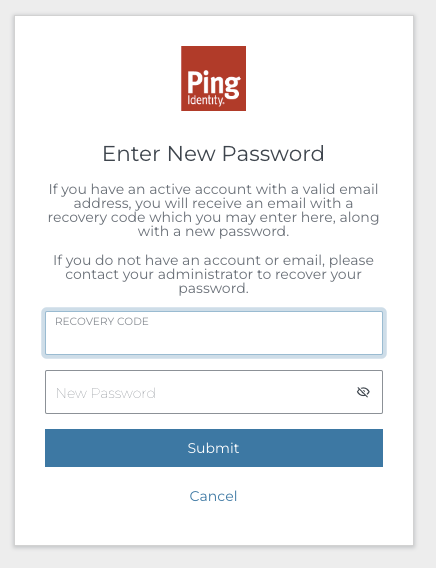 Ping
Identity.
Enter New Password
If you have an active account with a valid email
address, you will receive an email with a
recovery code which you may enter here, along
with a new password.
If you do not have an account or email, please
contact your administrator to recover your
password.
RECOVERY CODE
New Password
Submit
Cancel